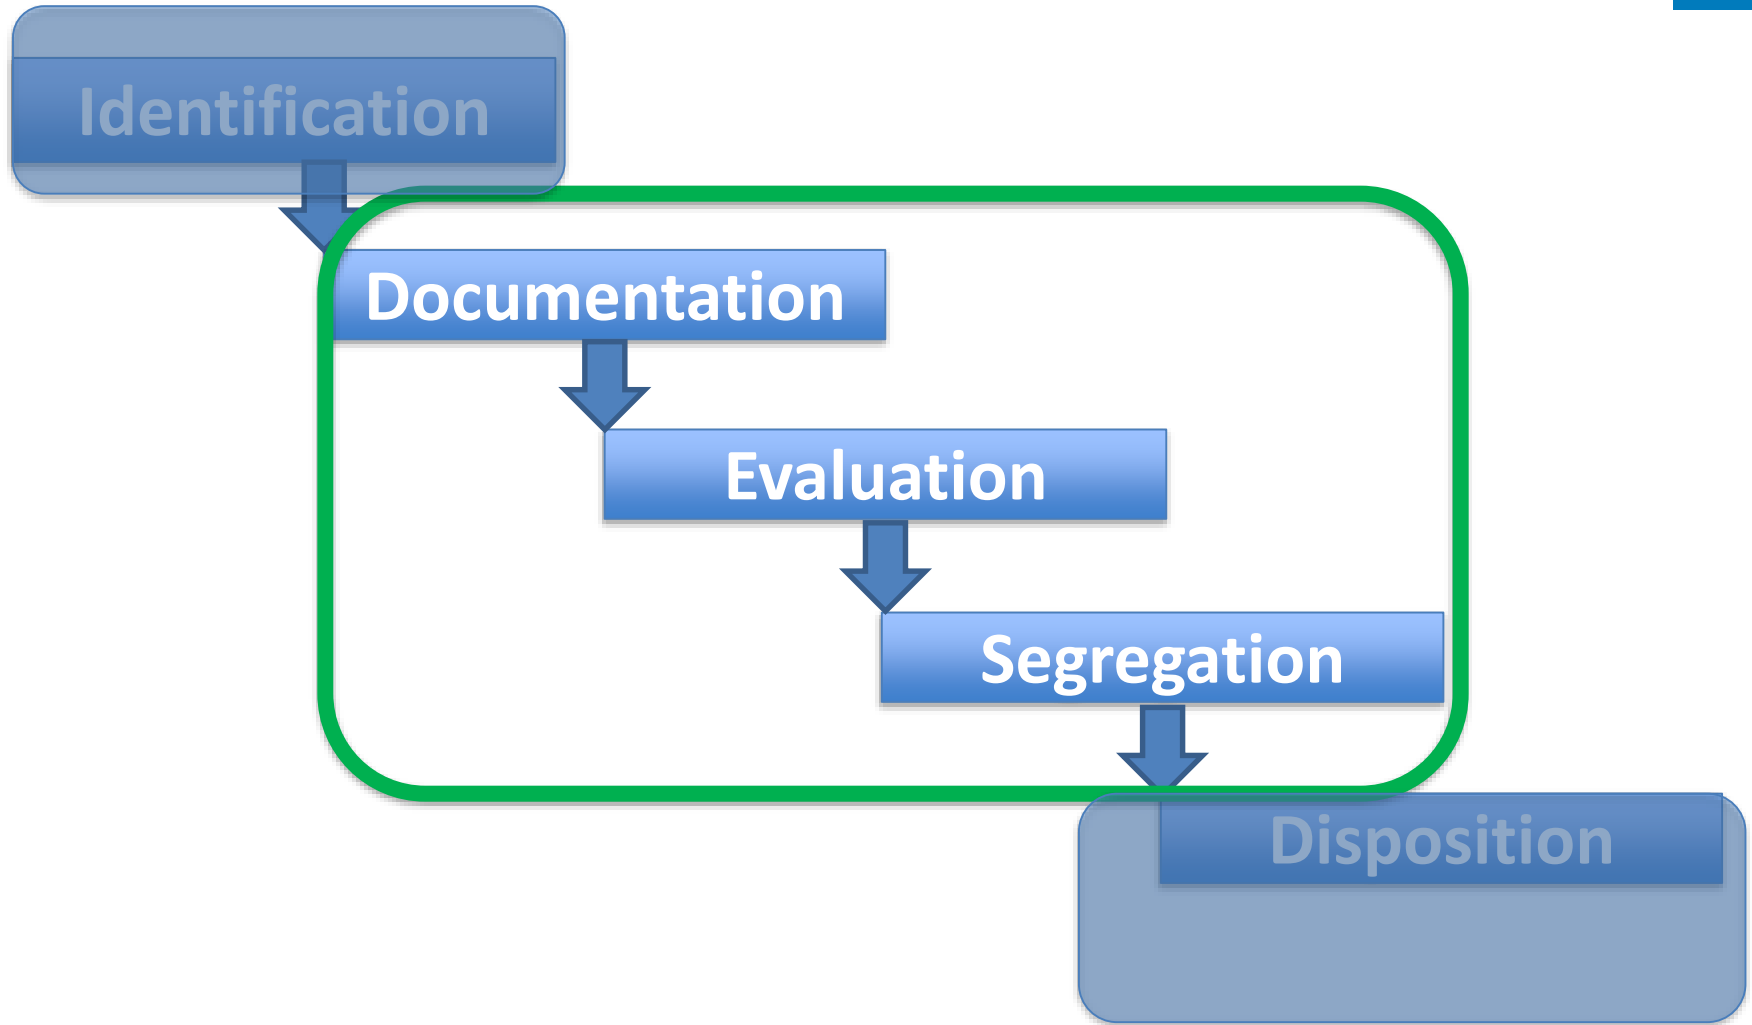 Identification
Documentation
Evaluation
Segregation
Disposition